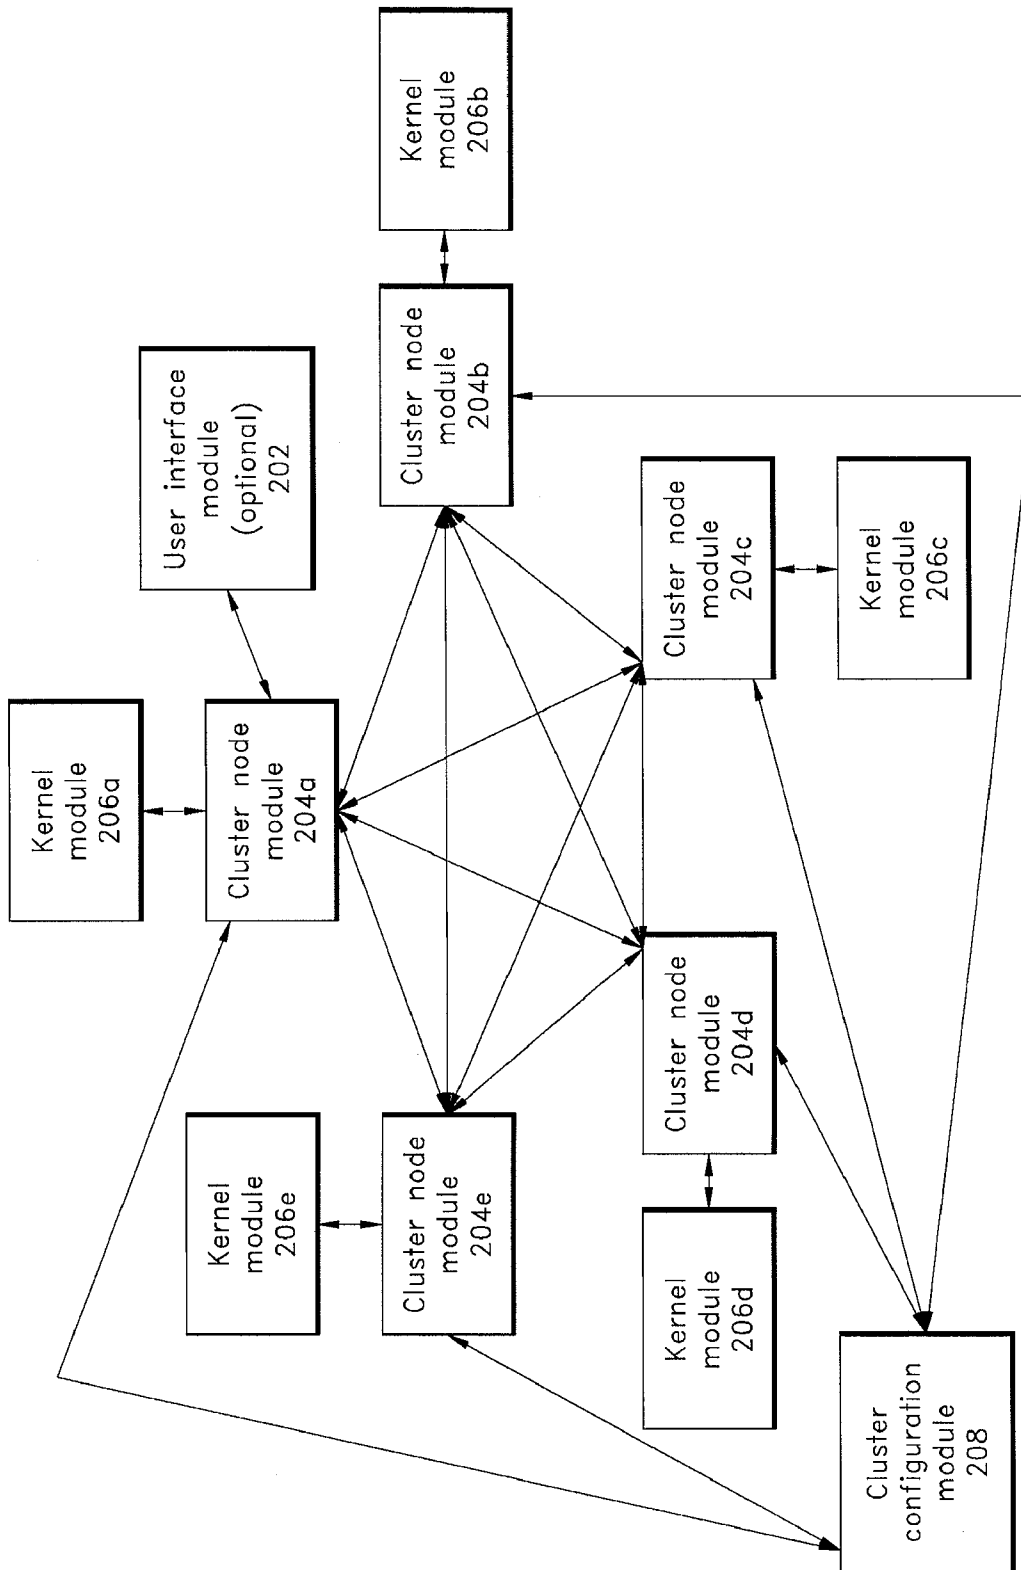 Kernel
module
206a
User interface
module
(optional)
202
Kernel
module
206e
Cluster node
module
204a
Cluster node
module
204e
Cluster node
module
204b
Kernel
module
206b
Kernel
module
206d
Cluster node
module
204d
Cluster node
module
204c
Cluster
configuration
module
208
Kernel
module
206c